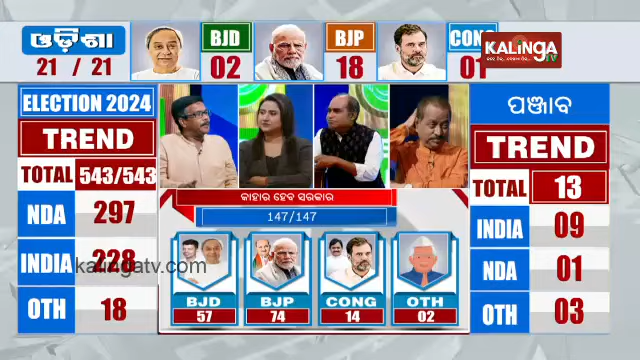 ଓଡ଼ିଶା
21 / 21
BJD
02
BJP
18
CONG
01
KALINGA TV
ELECTION 2024
TREND
TOTAL 543/543
NDA 297
INDIA 228
OTH 18
kalingatv.com
କାହାର ହେବ ସରକାର
147/147
BJD
57
BJP
74
CONG
14
OTH
02
ପଞ୍ଜାବ
TREND
TOTAL 13
INDIA 09
NDA 01
OTH 03